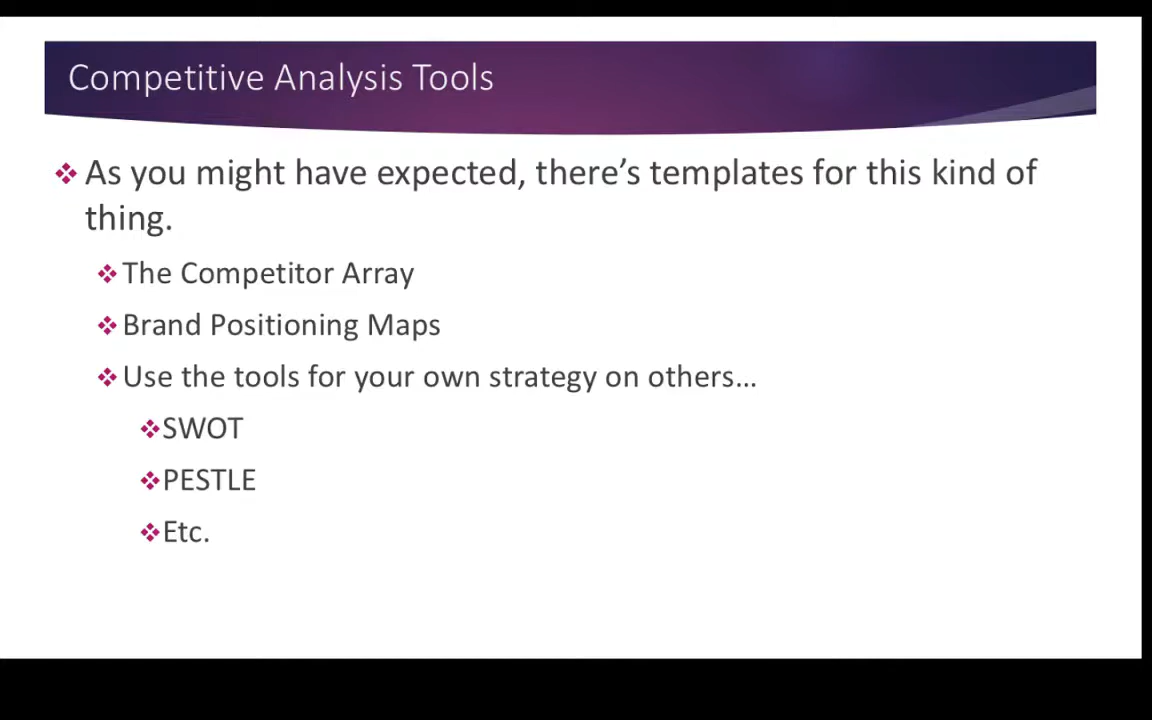 Competitive Analysis Tools
As you might have expected, there’s templates for this kind of
thing.
The Competitor Array
Brand Positioning Maps
Use the tools for your own strategy on others…
SWOT
PESTLE
Etc.